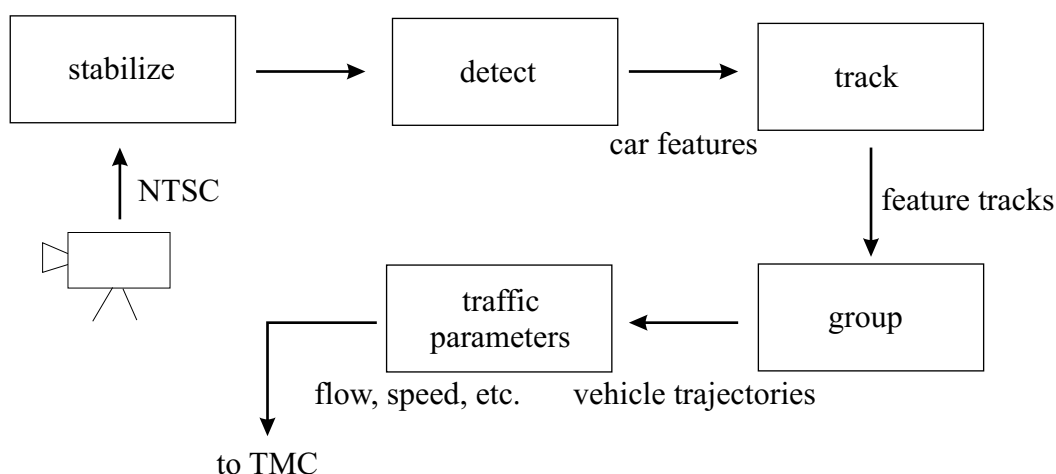 stabilize
detect
track
car features
NTSC
feature tracks
traffic
parameters
group
flow, speed, etc.
vehicle trajectories
to TMC